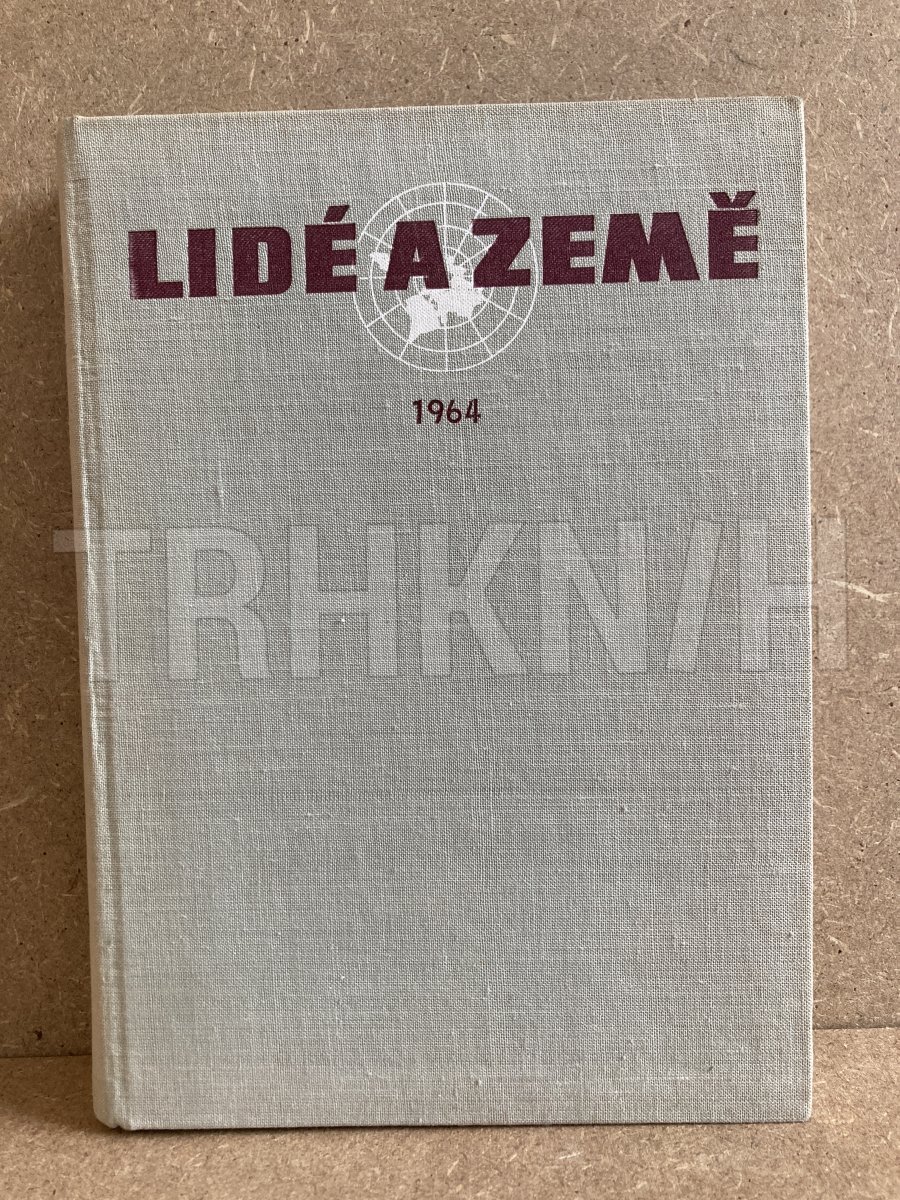 LIDÉ A ZEMĚ
1964
TRHKNIH